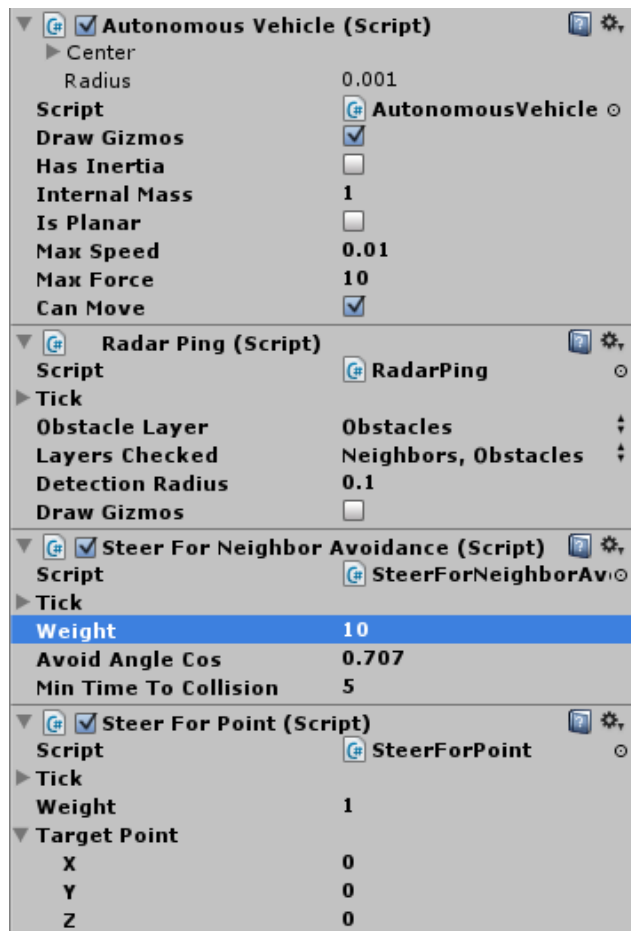 Autonomous Vehicle (Script)
Center
Radius 0.001
Script AutonomousVehicle
Draw Gizmos
Has Inertia
Internal Mass 1
Is Planar
Max Speed 0.01
Max Force 10
Can Move
Radar Ping (Script)
Script RadarPing
Tick
Obstacle Layer Obstacles
Layers Checked Neighbors, Obstacles
Detection Radius 0.1
Draw Gizmos
Steer For Neighbor Avoidance (Script)
Script SteerForNeighborAv
Tick
Weight 10
Avoid Angle Cos 0.707
Min Time To Collision 5
Steer For Point (Script)
Script SteerForPoint
Tick
Weight 1
Target Point
X 0
Y 0
Z 0